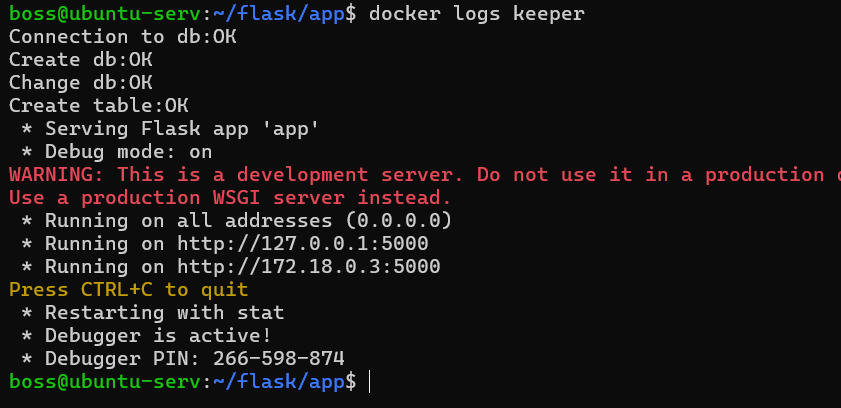 boss@ubuntu-serv:~/flask/app$ docker logs keeper
Connection to db:OK
Create db:OK
Change db:OK
Create table:OK
 * Serving Flask app 'app'
 * Debug mode: on
WARNING: This is a development server. Do not use it in a production
Use a production WSGI server instead.
 * Running on all addresses (0.0.0.0)
 * Running on http://127.0.0.1:5000
 * Running on http://172.18.0.3:5000
Press CTRL+C to quit
 * Restarting with stat
 * Debugger is active!
 * Debugger PIN: 266-598-874
boss@ubuntu-serv:~/flask/app$